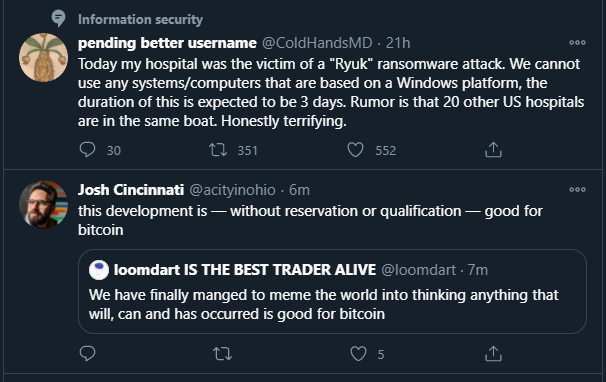 Information security
pending better username @ColdHandsMD · 21h
Today my hospital was the victim of a "Ryuk" ransomware attack. We cannot
use any systems/computers that are based on a Windows platform, the
duration of this is expected to be 3 days. Rumor is that 20 other US hospitals
are in the same boat. Honestly terrifying.
30 351 552
Josh Cincinnati @acityinohio · 6m
this development is — without reservation or qualification — good for
bitcoin
loomdart IS THE BEST TRADER ALIVE @loomdart · 7m
We have finally manged to meme the world into thinking anything that
will, can and has occurred is good for bitcoin
5